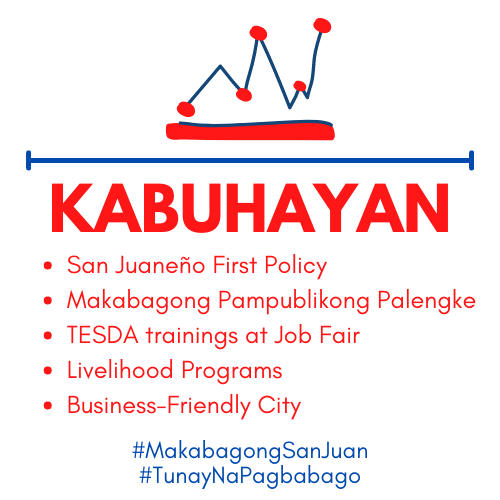 KABUHAYAN
• San Juaneño First Policy
• Makabagong Pampublikong Palengke
• TESDA trainings at Job Fair
• Livelihood Programs
• Business-Friendly City
#MakabagongSanJuan
#TunayNaPagbabago